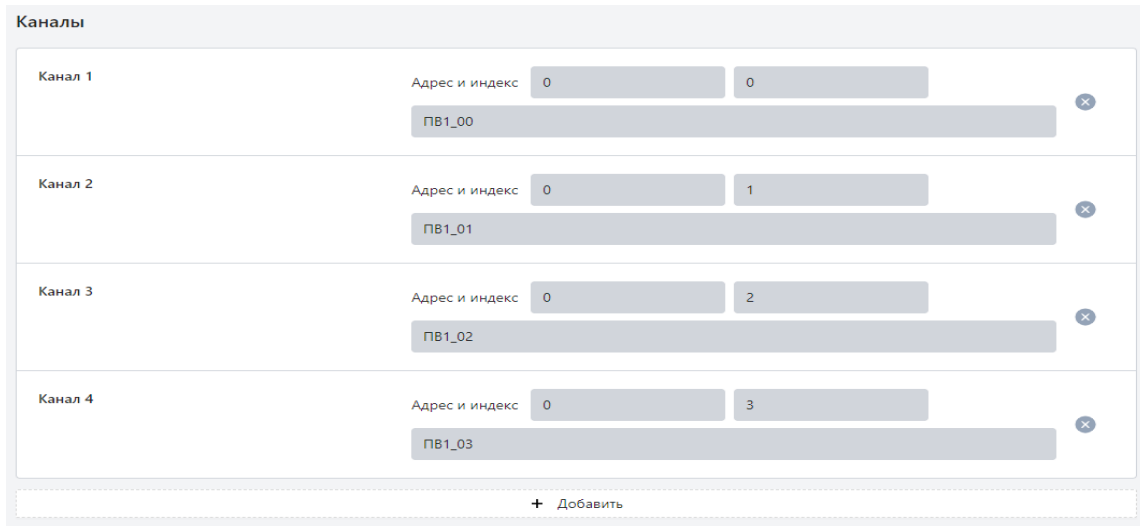 Каналы
Канал 1
Адрес и индекс 0 0
ПВ1_00
Канал 2
Адрес и индекс 0 1
ПВ1_01
Канал 3
Адрес и индекс 0 2
ПВ1_02
Канал 4
Адрес и индекс 0 3
ПВ1_03
+ Добавить